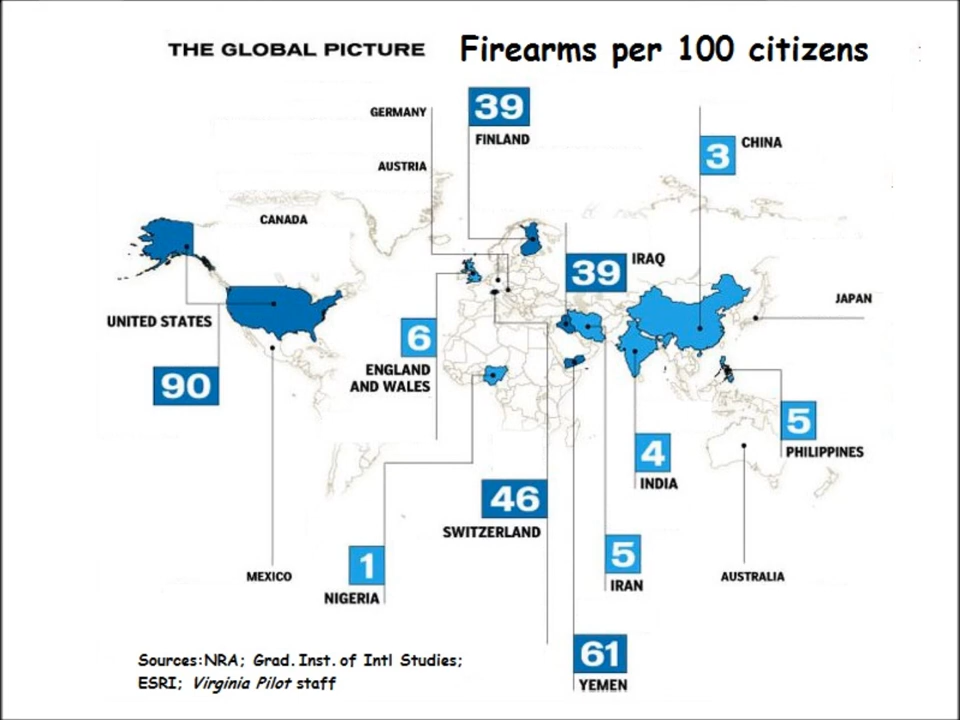 THE GLOBAL PICTURE
Firearms per 100 citizens
GERMANY
39
FINLAND
3
CHINA
AUSTRIA
CANADA
39
IRAQ
JAPAN
UNITED STATES
90
6
ENGLAND
AND WALES
5
PHILIPPINES
4
INDIA
46
SWITZERLAND
1
NIGERIA
MEXICO
5
IRAN
AUSTRALIA
61
YEMEN
Sources:NRA; Grad.Inst.of Intl Studies;
ESRI; Virginia Pilot staff